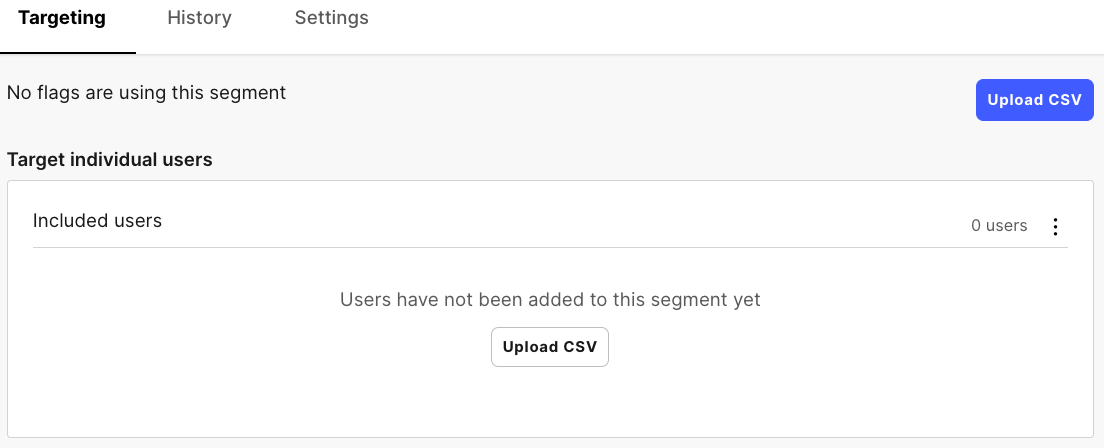 Targeting History Settings
No flags are using this segment
Upload CSV
Target individual users
Included users
0 users
Users have not been added to this segment yet
Upload CSV